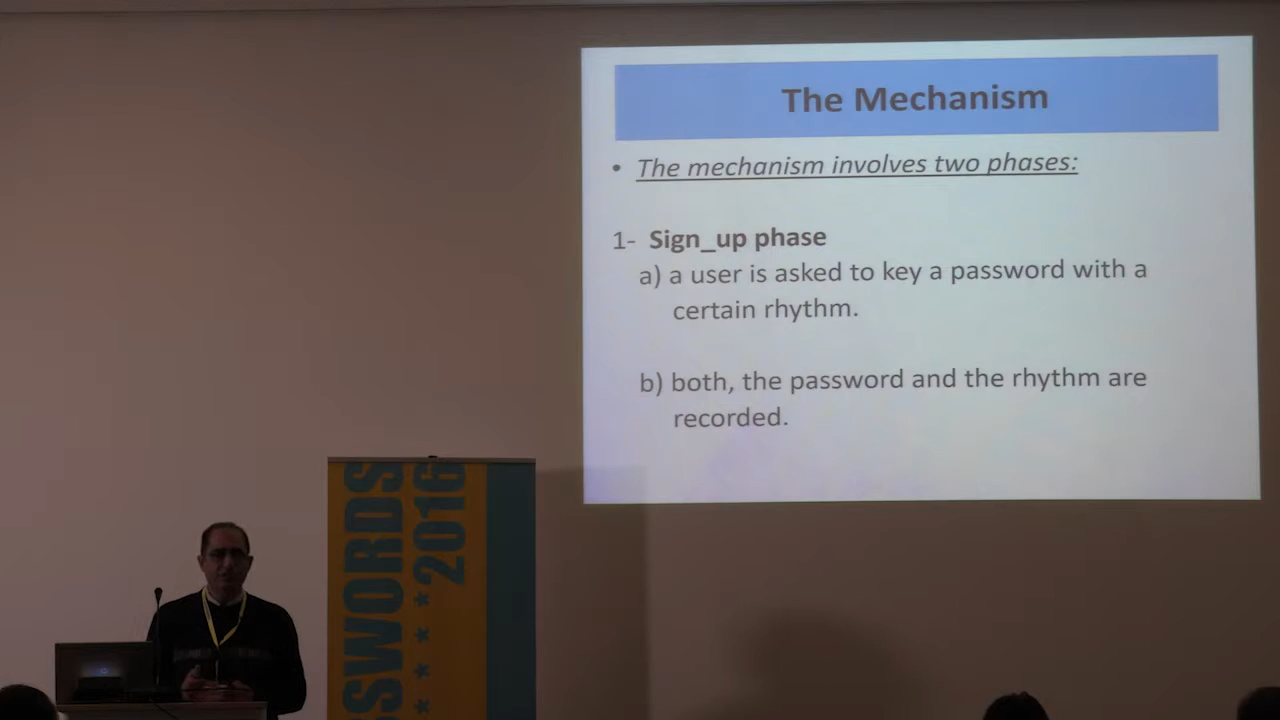 The Mechanism
• The mechanism involves two phases:
1- Sign_up phase
a) a user is asked to key a password with a
certain rhythm.
b) both, the password and the rhythm are
recorded.
SSWORDS
* * * * *2016